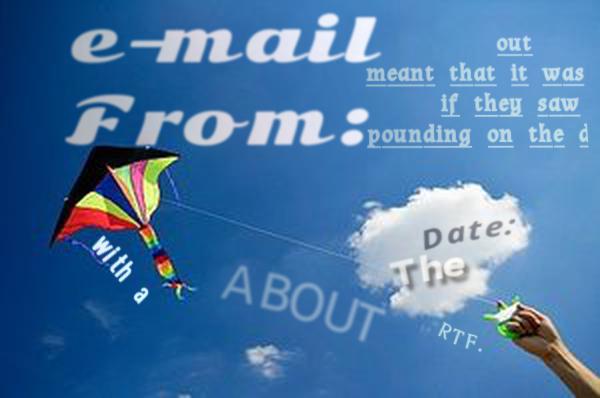 e-mail
From:
out
meant that it was
if they saw
pounding on the
Date:
The
with a
ABOUT
RTF.